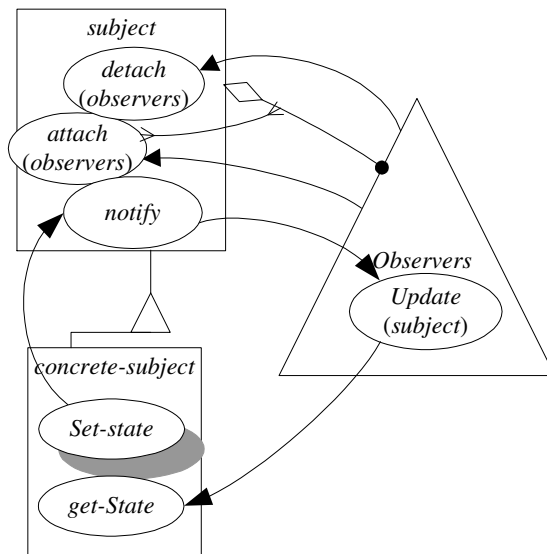 subject
detach
(observers)
attach
(observers)
notify
Observers
Update
(subject)
concrete-subject
Set-state
get-State